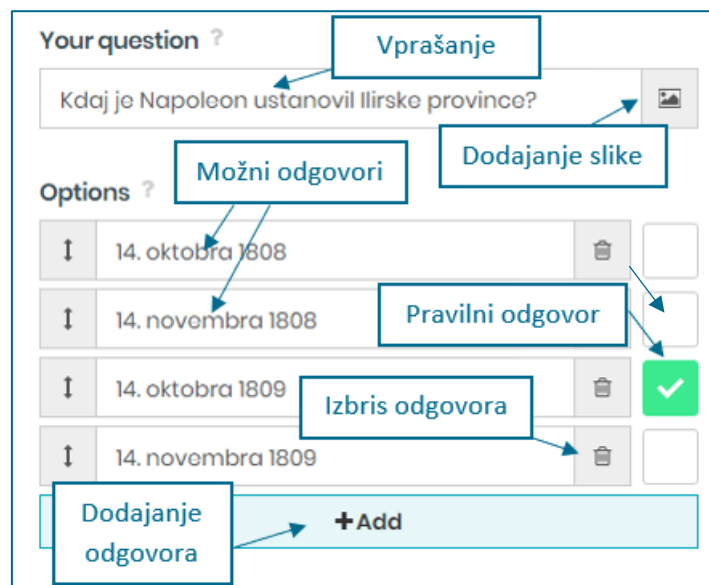 Your question ?
Vprašanje
Kdaj je Napoleon ustanovil Ilirske province?
Dodajanje slike
Možni odgovori
Options ?
14. oktobra 1808
14. novembra 1808
Pravilni odgovor
14. oktobra 1809
Izbris odgovora
14. novembra 1809
Dodajanje
odgovora
+Add